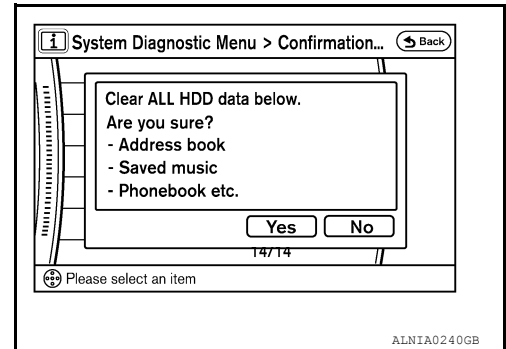 i System Diagnostic Menu > Confirmation... Back
Clear ALL HDD data below.
Are you sure?
- Address book
- Saved music
- Phonebook etc.
Yes No
14/14
Please select an item
ALNIA0240GB